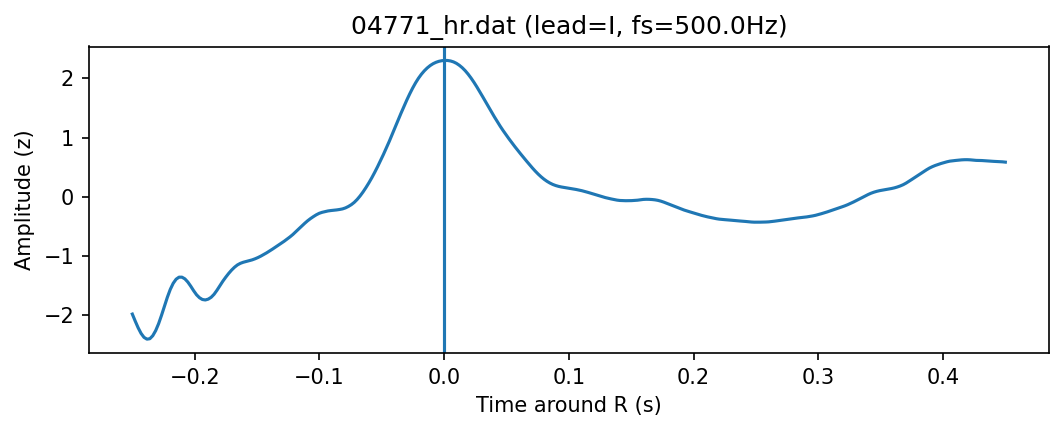 04771_hr.dat (lead=I, fs=500.0Hz)
Amplitude (z)
2
1
0
−1
−2
−0.2 −0.1 0.0 0.1 0.2 0.3 0.4
Time around R (s)